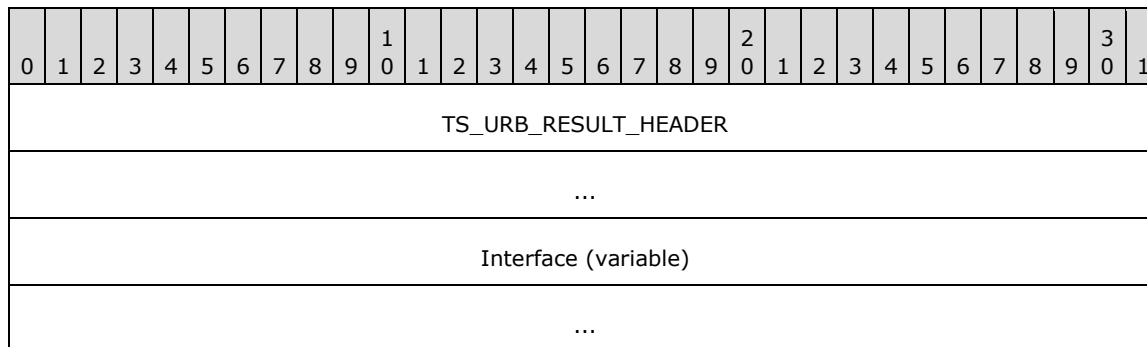 1 2 3
0 1 2 3 4 5 6 7 8 9 0 1 2 3 4 5 6 7 8 9 0 1 2 3 4 5 6 7 8 9 0 1
TS_URB_RESULT_HEADER
...
Interface (variable)
...